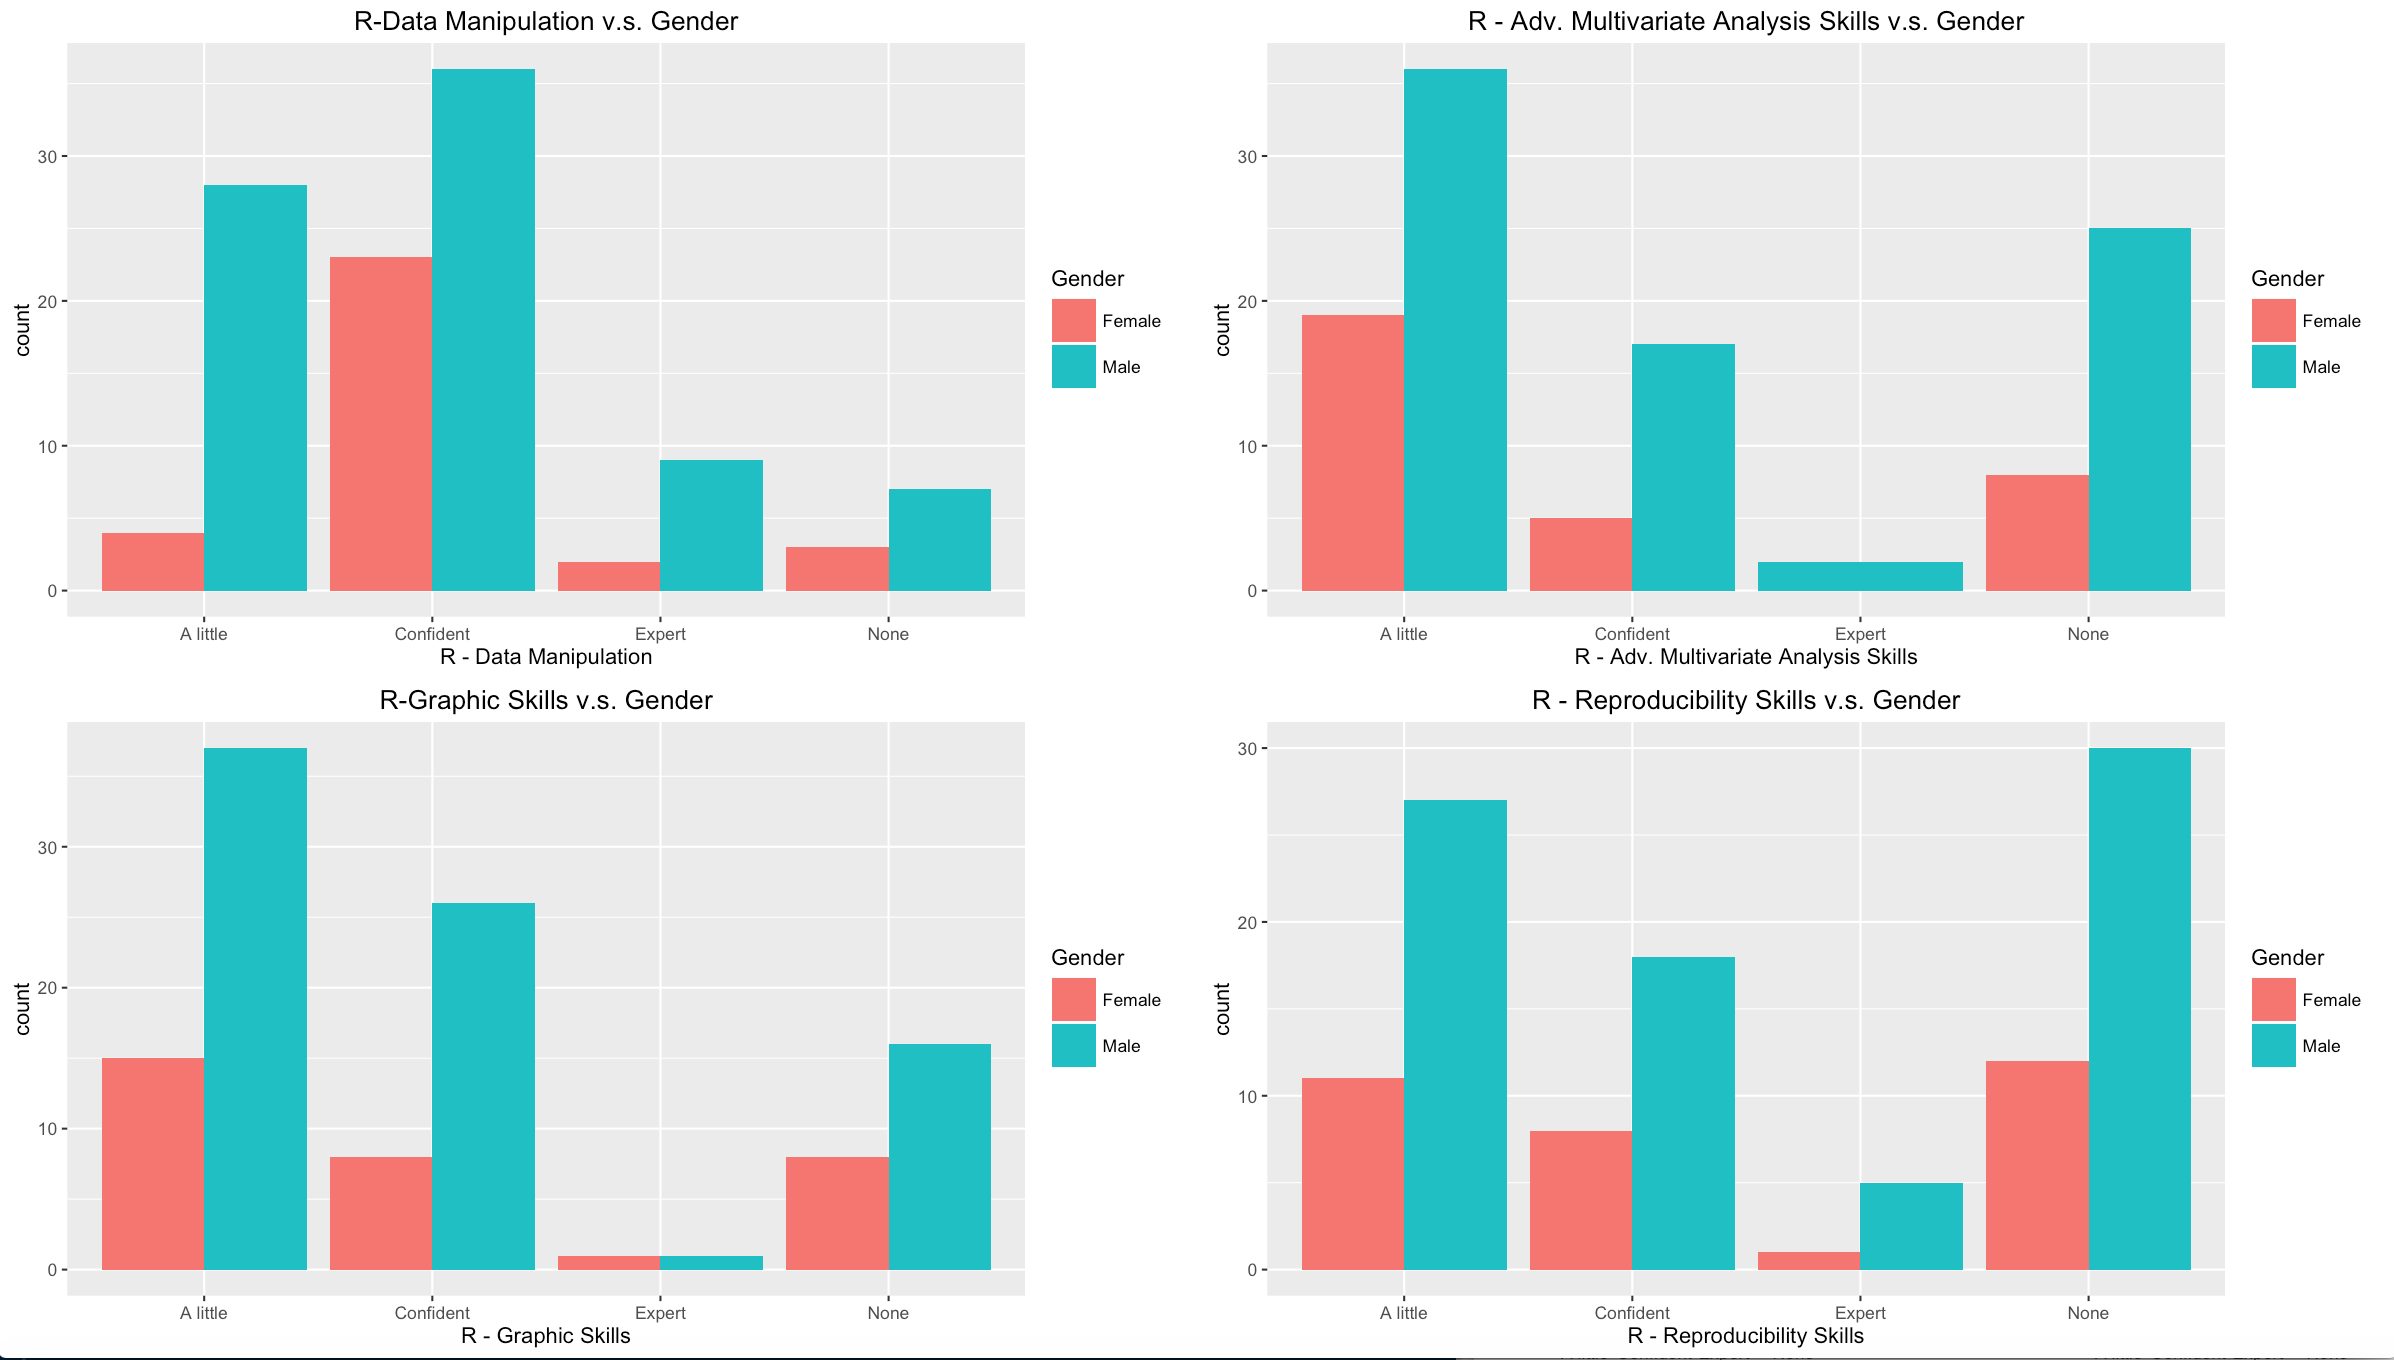 R-Data Manipulation v.s. Gender
count
30
20
10
0
A little Confident Expert None
R - Data Manipulation
Gender
Female
Male
R - Adv. Multivariate Analysis Skills v.s. Gender
count
30
20
10
0
A little Confident Expert None
R - Adv. Multivariate Analysis Skills
Gender
Female
Male
R-Graphic Skills v.s. Gender
count
30
20
10
0
A little Confident Expert None
R - Graphic Skills
Gender
Female
Male
R - Reproducibility Skills v.s. Gender
count
30
20
10
0
A little Confident Expert None
R - Reproducibility Skills
Gender
Female
Male